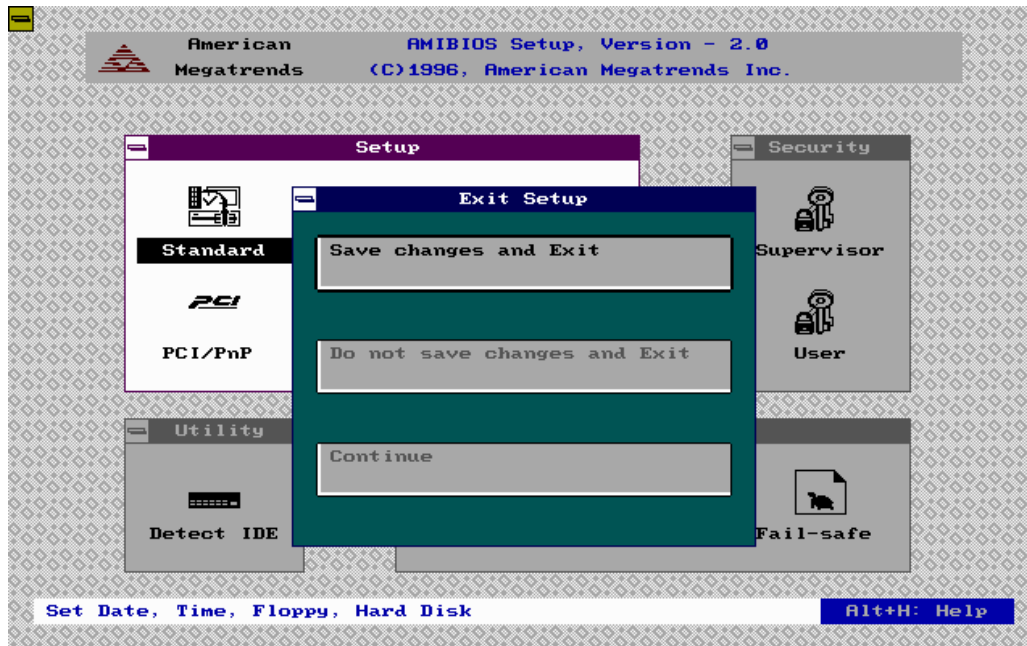 American
Megatrends
AMIBIOS Setup, Version - 2.0
(C)1996, American Megatrends Inc.
Setup
Security
Exit Setup
Standard
Save changes and Exit
Supervisor
PCI
PCI/PnP
Do not save changes and Exit
User
Utility
Continue
Detect IDE
Fail-safe
Set Date, Time, Floppy, Hard Disk
Alt+H: Help